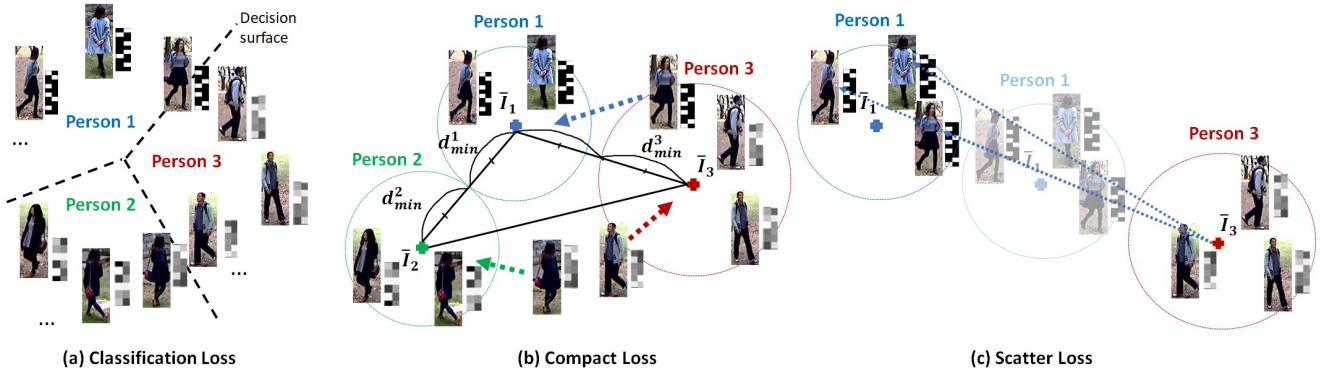 Decision
surface
Person 1
Person 3
Person 2
...
...
...
(a) Classification Loss
Person 1
Person 3
Person 2
Ī₁
d¹ₘᵢₙ
d³ₘᵢₙ
Ī₃
d²ₘᵢₙ
Ī₂
(b) Compact Loss
Person 1
Person 1
Person 3
Ī₁
Ī₁
Ī₃
(c) Scatter Loss